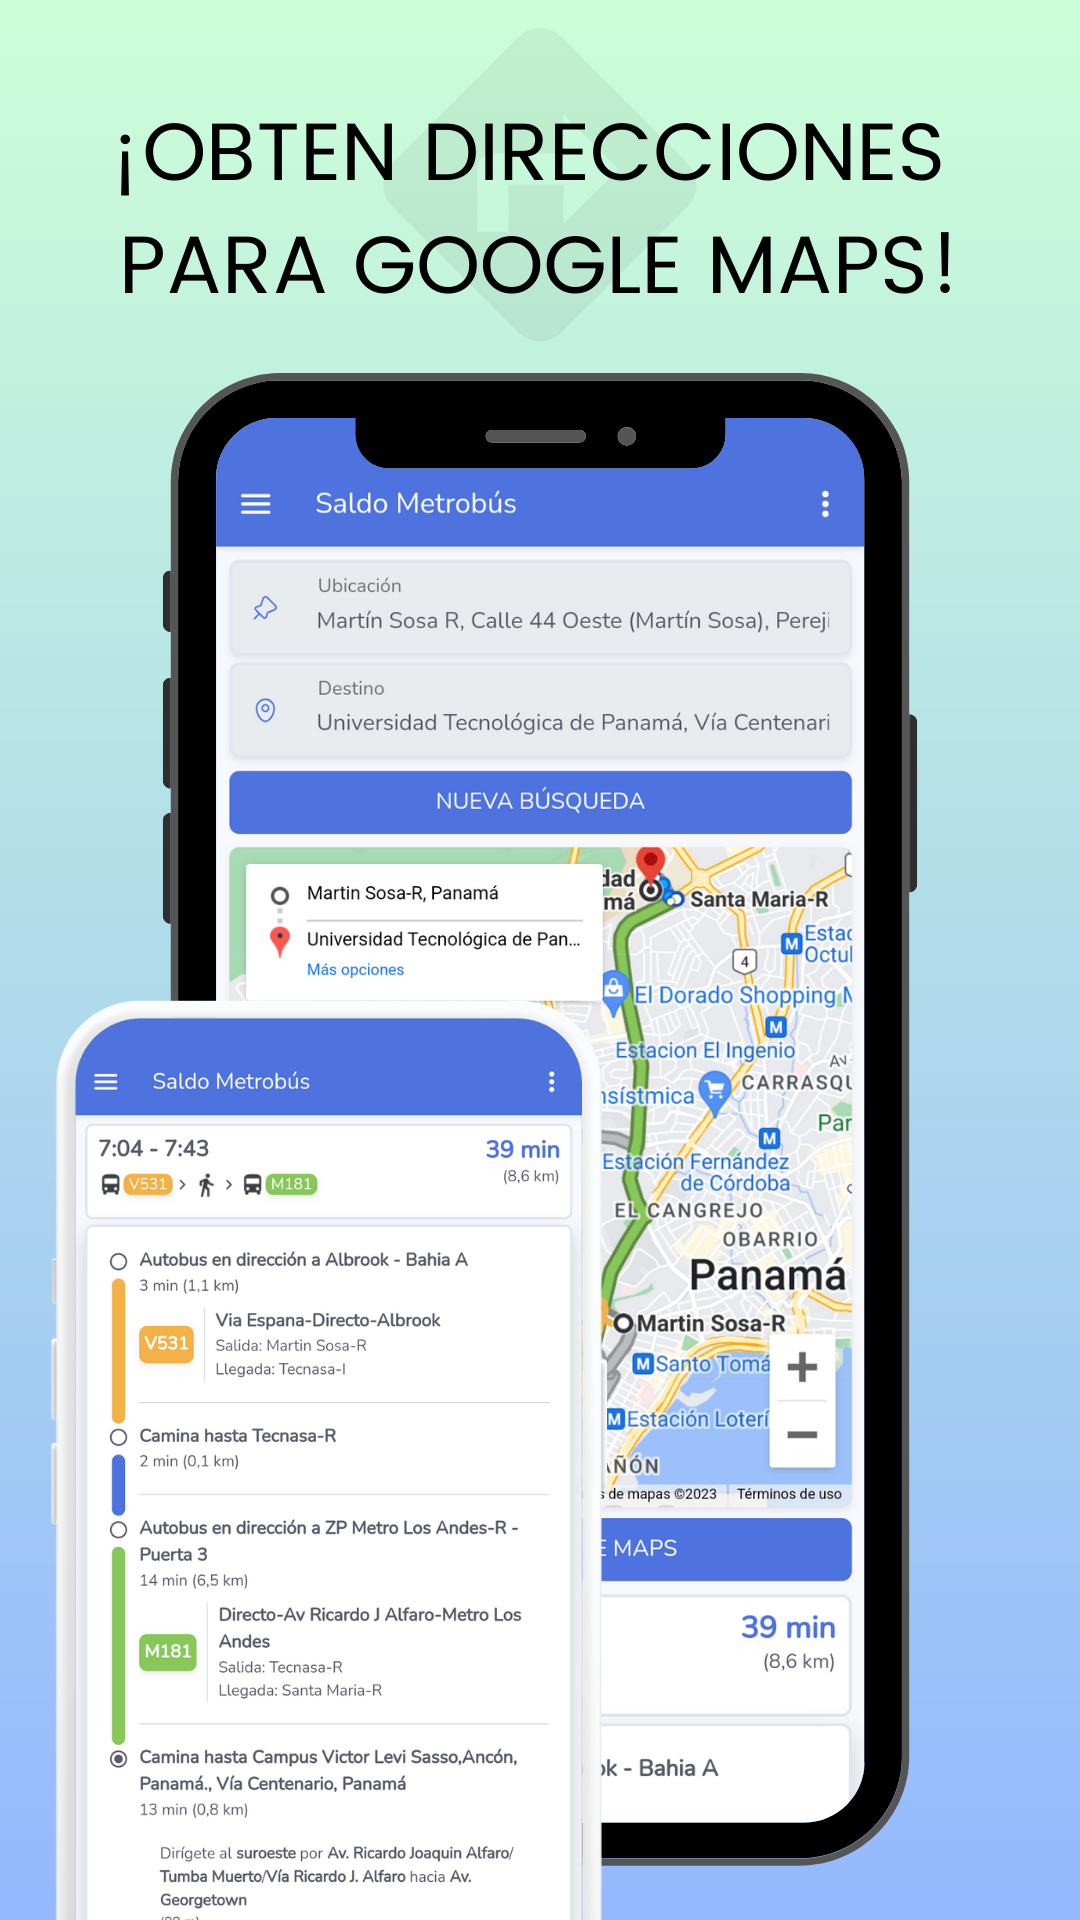 ¡OBTEN DIRECCIONES
PARA GOOGLE MAPS!
Saldo Metrobús
Ubicación
Martín Sosa R, Calle 44 Oeste (Martín Sosa), Pereji
Destino
Universidad Tecnológica de Panamá, Vía Centenari
NUEVA BÚSQUEDA
Martin Sosa-R, Panamá
Universidad Tecnológica de Pan...
Más opciones
dad
má
Santa Maria-R
Estac
Octul
4
El Dorado Shopping M
M
Estacion El Ingenio
Av
CARRASQU
nsístmica
Par
M
Estación Fernández
de Córdoba
EL CANGREJO
OBARRIO
Panamá
Martin Sosa-R
M Santo Tomá
M Estación Loterí
AÑÓN
s de mapas ©2023
Términos de uso
E MAPS
39 min
(8,6 km)
ok - Bahia A
Saldo Metrobús
7:04 - 7:43
39 min
V531 > > M181
(8,6 km)
Autobus en dirección a Albrook - Bahia A
3 min (1,1 km)
V531
Via Espana-Directo-Albrook
Salida: Martin Sosa-R
Llegada: Tecnasa-I
Camina hasta Tecnasa-R
2 min (0,1 km)
Autobus en dirección a ZP Metro Los Andes-R -
Puerta 3
14 min (6,5 km)
M181
Directo-Av Ricardo J Alfaro-Metro Los
Andes
Salida: Tecnasa-R
Llegada: Santa Maria-R
Camina hasta Campus Victor Levi Sasso,Ancón,
Panamá., Vía Centenario, Panamá
13 min (0,8 km)
Dirígete al suroeste por Av. Ricardo Joaquin Alfaro/
Tumba Muerto/Vía Ricardo J. Alfaro hacia Av.
Georgetown